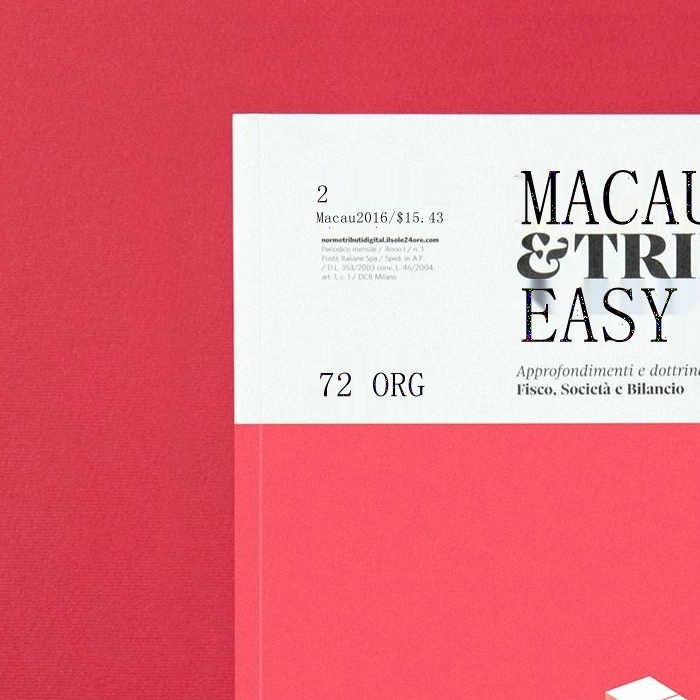 2
Macau2016/$15.43
normetributidigital.ilsole24ore.com
Periodico mensile / Anno I / n. 1
Poste Italiane Spa / Sped. in A.P.
/ D.L. 353/2003 conv. L. 46/2004,
art. 1, c. 1 / DCB Milano
72 ORG
MACAU
&TRI
EASY
Approfondimenti e dottrin
Fisco, Società e Bilancio